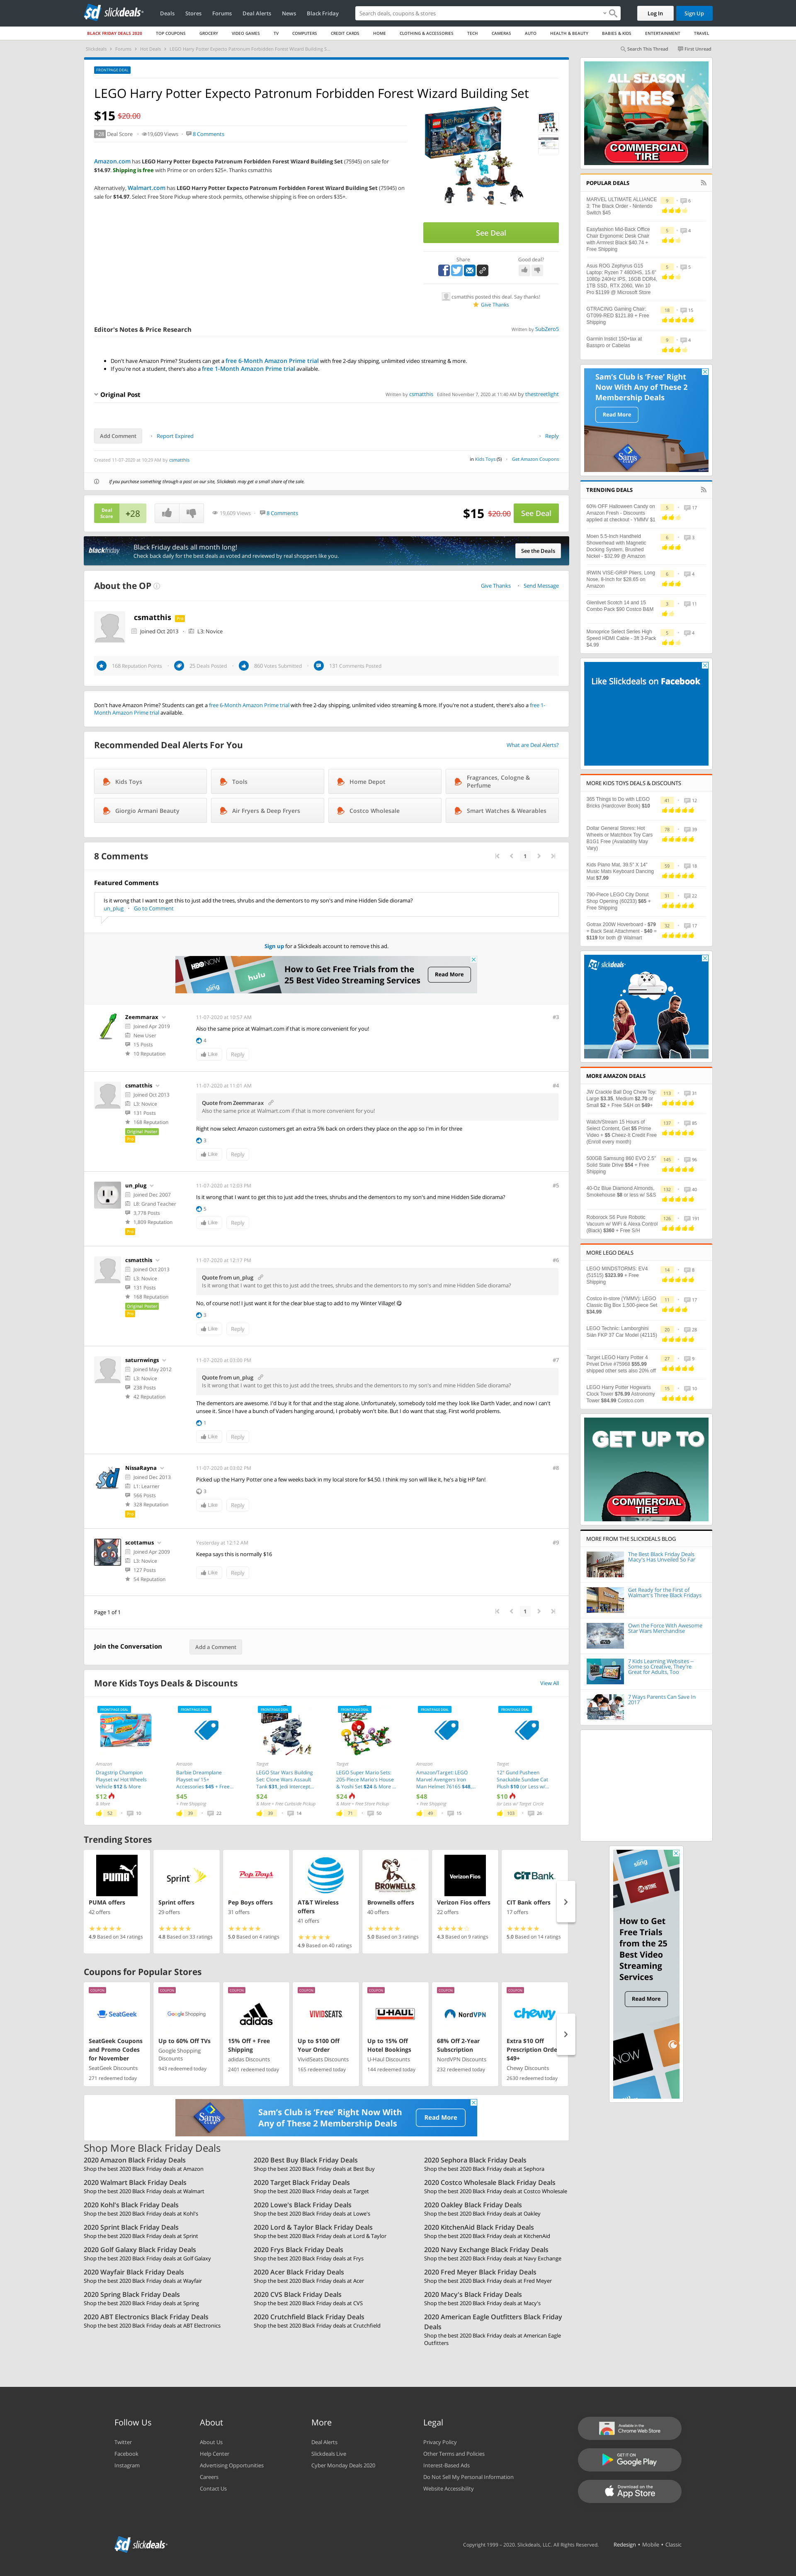 slickdeals
Deals Stores Forums Deal Alerts News Black Friday
Search deals, coupons & stores
Log In Sign Up
BLACK FRIDAY DEALS 2020 TOP COUPONS GROCERY VIDEO GAMES TV COMPUTERS CREDIT CARDS HOME CLOTHING & ACCESSORIES TECH CAMERAS AUTO HEALTH & BEAUTY BABIES & KIDS ENTERTAINMENT TRAVEL
Slickdeals Forums Hot Deals LEGO Harry Potter Expecto Patronum Forbidden Forest Wizard Building S...
Search This Thread First Unread
FRONTPAGE DEAL
LEGO Harry Potter Expecto Patronum Forbidden Forest Wizard Building Set
$15 $20.00
+28 Deal Score 19,609 Views 8 Comments
Amazon.com has LEGO Harry Potter Expecto Patronum Forbidden Forest Wizard Building Set (75945) on sale for
$14.97. Shipping is free with Prime or on orders $25+. Thanks csmatthis
Alternatively, Walmart.com has LEGO Harry Potter Expecto Patronum Forbidden Forest Wizard Building Set (75945) on
sale for $14.97. Select Free Store Pickup where stock permits, otherwise shipping is free on orders $35+.
See Deal
Share Good deal?
csmatthis posted this deal. Say thanks!
Give Thanks
Editor's Notes & Price Research Written by SubZero5
Don't have Amazon Prime? Students can get a free 6-Month Amazon Prime trial with free 2-day shipping, unlimited video streaming & more.
If you're not a student, there's also a free 1-Month Amazon Prime trial available.
Original Post Written by csmatthis Edited November 7, 2020 at 11:40 AM by thestreetlight
Add Comment Report Expired Reply
Created 11-07-2020 at 10:29 AM by csmatthis in Kids Toys (5) Get Amazon Coupons
If you purchase something through a post on our site, Slickdeals may get a small share of the sale.
Deal Score +28 19,609 Views 8 Comments $15 $20.00 See Deal
blackfriday
Black Friday deals all month long!
Check back daily for the best deals as voted and reviewed by real shoppers like you.
See the Deals
About the OP Give Thanks Send Message
csmatthis Pro
Joined Oct 2013 L3: Novice
168 Reputation Points 25 Deals Posted 860 Votes Submitted 131 Comments Posted
Don't have Amazon Prime? Students can get a free 6-Month Amazon Prime trial with free 2-day shipping, unlimited video streaming & more. If you're not a student, there's also a free 1-
Month Amazon Prime trial available.
Recommended Deal Alerts For You What are Deal Alerts?
Kids Toys Tools Home Depot Fragrances, Cologne & Perfume
Giorgio Armani Beauty Air Fryers & Deep Fryers Costco Wholesale Smart Watches & Wearables
8 Comments 1
Featured Comments
Is it wrong that I want to get this to just add the trees, shrubs and the dementors to my son's and mine Hidden Side diorama?
un_plug Go to Comment
Sign up for a Slickdeals account to remove this ad.
HBO NOW sling hulu
How to Get Free Trials from the
25 Best Video Streaming Services
Read More
Zeemmarax 11-07-2020 at 10:57 AM #3
Joined Apr 2019
New User
15 Posts
10 Reputation
Also the same price at Walmart.com if that is more convenient for you!
4
Like Reply
csmatthis 11-07-2020 at 11:01 AM #4
Joined Oct 2013
L3: Novice
131 Posts
168 Reputation
Original Poster
Pro
Quote from Zeemmarax
Also the same price at Walmart.com if that is more convenient for you!
Right now select Amazon customers get an extra 5% back on orders they place on the app so I'm in for three
3
Like Reply
un_plug 11-07-2020 at 12:03 PM #5
Joined Dec 2007
L8: Grand Teacher
3,778 Posts
1,809 Reputation
Pro
Is it wrong that I want to get this to just add the trees, shrubs and the dementors to my son's and mine Hidden Side diorama?
5
Like Reply
csmatthis 11-07-2020 at 12:17 PM #6
Joined Oct 2013
L3: Novice
131 Posts
168 Reputation
Original Poster
Pro
Quote from un_plug
Is it wrong that I want to get this to just add the trees, shrubs and the dementors to my son's and mine Hidden Side diorama?
No, of course not! I just want it for the clear blue stag to add to my Winter Village!
3
Like Reply
saturnwings 11-07-2020 at 03:00 PM #7
Joined May 2012
L3: Novice
238 Posts
42 Reputation
Quote from un_plug
Is it wrong that I want to get this to just add the trees, shrubs and the dementors to my son's and mine Hidden Side diorama?
The dementors are awesome. I'd buy it for that and the stag alone. Unfortunately, somebody told me they look like Darth Vader, and now I can't
unsee it. Since I have a bunch of Vaders hanging around, I probably won't bite. But I do want that stag. First world problems.
1
Like Reply
NissaRayna 11-07-2020 at 03:02 PM #8
Joined Dec 2013
L1: Learner
566 Posts
328 Reputation
Pro
Picked up the Harry Potter one a few weeks back in my local store for $4.50. I think my son will like it, he's a big HP fan!
3
Like Reply
scottamus Yesterday at 12:12 AM #9
Joined Apr 2009
L3: Novice
127 Posts
54 Reputation
Keepa says this is normally $16
Like Reply
Page 1 of 1 1
Join the Conversation Add a Comment
More Kids Toys Deals & Discounts View All
FRONTPAGE DEAL
Amazon
Dragstrip Champion
Playset w/ Hot Wheels
Vehicle $12 & More
$12
& More
52 10
Amazon
Barbie Dreamplane
Playset w/ 15+
Accessories $45 + Free...
$45
+ Free Shipping
39 22
Target
LEGO Star Wars Building
Set: Clone Wars Assault
Tank $31, Jedi Intercept...
$24
& More + Free Curbside Pickup
39 14
Target
LEGO Super Mario Sets:
205-Piece Mario's House
& Yoshi Set $24 & More ...
$24
& More + Free Store Pickup
71 50
Amazon
Amazon/Target: LEGO
Marvel Avengers Iron
Man Helmet 76165 $48...
$48
+ Free Shipping
49 15
Target
12" Gund Pusheen
Snackable Sundae Cat
Plush $10 (or Less w/...
$10
(or Less w/ Target Circle
103 26
Trending Stores
PUMA offers
42 offers
4.9 Based on 34 ratings
Sprint offers
29 offers
4.8 Based on 33 ratings
Pep Boys offers
31 offers
5.0 Based on 4 ratings
AT&T Wireless offers
41 offers
4.9 Based on 40 ratings
Brownells offers
40 offers
5.0 Based on 3 ratings
Verizon Fios offers
22 offers
4.3 Based on 9 ratings
CIT Bank offers
17 offers
5.0 Based on 14 ratings
Coupons for Popular Stores
COUPON
SeatGeek
SeatGeek Coupons
and Promo Codes
for November
SeatGeek Discounts
271 redeemed today
Google Shopping
Up to 60% Off TVs
Google Shopping Discounts
943 redeemed today
adidas
15% Off + Free Shipping
adidas Discounts
2401 redeemed today
VIVIDSEATS
Up to $100 Off Your Order
VividSeats Discounts
165 redeemed today
U-HAUL
Up to 15% Off Hotel Bookings
U-Haul Discounts
144 redeemed today
NordVPN
68% Off 2-Year Subscription
NordVPN Discounts
232 redeemed today
chewy
Extra $10 Off
Prescription Orde
$49+
Chewy Discounts
2630 redeemed today
Sam's Club is 'Free' Right Now With
Any of These 2 Membership Deals
Read More
Shop More Black Friday Deals
2020 Amazon Black Friday Deals
Shop the best 2020 Black Friday deals at Amazon
2020 Walmart Black Friday Deals
Shop the best 2020 Black Friday deals at Walmart
2020 Kohl's Black Friday Deals
Shop the best 2020 Black Friday deals at Kohl's
2020 Sprint Black Friday Deals
Shop the best 2020 Black Friday deals at Sprint
2020 Golf Galaxy Black Friday Deals
Shop the best 2020 Black Friday deals at Golf Galaxy
2020 Wayfair Black Friday Deals
Shop the best 2020 Black Friday deals at Wayfair
2020 Spring Black Friday Deals
Shop the best 2020 Black Friday deals at Spring
2020 ABT Electronics Black Friday Deals
Shop the best 2020 Black Friday deals at ABT Electronics
2020 Best Buy Black Friday Deals
Shop the best 2020 Black Friday deals at Best Buy
2020 Target Black Friday Deals
Shop the best 2020 Black Friday deals at Target
2020 Lowe's Black Friday Deals
Shop the best 2020 Black Friday deals at Lowe's
2020 Lord & Taylor Black Friday Deals
Shop the best 2020 Black Friday deals at Lord & Taylor
2020 Frys Black Friday Deals
Shop the best 2020 Black Friday deals at Frys
2020 Acer Black Friday Deals
Shop the best 2020 Black Friday deals at Acer
2020 CVS Black Friday Deals
Shop the best 2020 Black Friday deals at CVS
2020 Crutchfield Black Friday Deals
Shop the best 2020 Black Friday deals at Crutchfield
2020 Sephora Black Friday Deals
Shop the best 2020 Black Friday deals at Sephora
2020 Costco Wholesale Black Friday Deals
Shop the best 2020 Black Friday deals at Costco Wholesale
2020 Oakley Black Friday Deals
Shop the best 2020 Black Friday deals at Oakley
2020 KitchenAid Black Friday Deals
Shop the best 2020 Black Friday deals at KitchenAid
2020 Navy Exchange Black Friday Deals
Shop the best 2020 Black Friday deals at Navy Exchange
2020 Fred Meyer Black Friday Deals
Shop the best 2020 Black Friday deals at Fred Meyer
2020 Macy's Black Friday Deals
Shop the best 2020 Black Friday deals at Macy's
2020 American Eagle Outfitters Black Friday
Deals
Shop the best 2020 Black Friday deals at American Eagle
Outfitters
ALL SEASON
TIRES
COMMERCIAL
TIRE
POPULAR DEALS
MARVEL ULTIMATE ALLIANCE
3: The Black Order - Nintendo
Switch $45
9 6
Easyfashion Mid-Back Office
Chair Ergonomic Desk Chair
with Armrest Black $40.74 +
Free Shipping
5 4
Asus ROG Zephyrus G15
Laptop: Ryzen 7 4800HS, 15.6"
1080p 240Hz IPS, 16GB DDR4,
1TB SSD, RTX 2060, Win 10
Pro $1199 @ Microsoft Store
5 5
GTRACING Gaming Chair:
GT099-RED $121.49 + Free
Shipping
18 15
Garmin Instict 150+tax at
Basspro or Cabelas
9 4
Sam's Club is 'Free' Right
Now With Any of These 2
Membership Deals
Read More
TRENDING DEALS
60% OFF Halloween Candy on
Amazon Fresh - Discounts
applied at checkout - YMMV $1
5 17
Moen 5.5-Inch Handheld
Showerhead with Magnetic
Docking System, Brushed
Nickel - $32.99 @ Amazon
6 3
IRWIN VISE-GRIP Pliers, Long
Nose, 8-Inch for $28.65 on
Amazon
6 4
Glenlivet Scotch 14 and 15
Combo Pack $90 Costco B&M
3 11
Monoprice Select Series High
Speed HDMI Cable - 3ft 3-Pack
$4.99
5 4
Like Slickdeals on Facebook
MORE KIDS TOYS DEALS & DISCOUNTS
365 Things to Do with LEGO
Bricks (Hardcover Book) $10
41 12
Dollar General Stores: Hot
Wheels or Matchbox Toy Cars
B1G1 Free (Availability May
Vary)
78 39
Kids Piano Mat, 39.5" X 14"
Music Mats Keyboard Dancing
Mat $7.99
59 18
790-Piece LEGO City Donut
Shop Opening (60233) $65 +
Free Shipping
31 22
Gotrax 200W Hoverboard - $79
+ Back Seat Attachment - $40 =
$119 for both @ Walmart
32 17
slickdeals
MORE AMAZON DEALS
JW Crackle Ball Dog Chew Toy:
Large $3.35, Medium $2.70 or
Small $2 + Free S&H on $49+
113 31
Watch/Stream 15 Hours of
Select Content, Get $5 Prime
Video + $5 Cheez-It Credit Free
(Enroll every month)
137 85
500GB Samsung 860 EVO 2.5"
Solid State Drive $54 + Free
Shipping
145 96
40-Oz Blue Diamond Almonds,
Smokehouse $8 or less w/ S&S
132 40
Roborock S6 Pure Robotic
Vacuum w/ WiFi & Alexa Control
(Black) $360 + Free S/H
126 191
MORE LEGO DEALS
LEGO MINDSTORMS: EV4
(51515) $323.99 + Free
Shipping
14 8
Costco in-store (YMMV): LEGO
Classic Big Box 1,500-piece Set
$34.99
11 17
LEGO Technic: Lamborghini
Sián FKP 37 Car Model (42115)
20 28
Target LEGO Harry Potter 4
Privet Drive #75968 $55.99
shipped other sets also 20% off
27 9
LEGO Harry Potter Hogwarts
Clock Tower $76.99 Astronomy
Tower $84.99 Costco.com
15 10
GET UP TO
COMMERCIAL
TIRE
MORE FROM THE SLICKDEALS BLOG
The Best Black Friday Deals
Macy's Has Unveiled So Far
Get Ready for the First of
Walmart's Three Black Fridays
Own the Force With Awesome
Star Wars Merchandise
7 Kids Learning Websites –
Some so Creative, They're
Great for Adults, Too
7 Ways Parents Can Save In
2017
sling
SHOWTIME
How to Get
Free Trials
from the 25
Best Video
Streaming
Services
Read More
NOW
Follow Us
Twitter
Facebook
Instagram
About
About Us
Help Center
Advertising Opportunities
Careers
Contact Us
More
Deal Alerts
Slickdeals Live
Cyber Monday Deals 2020
Legal
Privacy Policy
Other Terms and Policies
Interest-Based Ads
Do Not Sell My Personal Information
Website Accessibility
Available in the
Chrome Web Store
GET IT ON
Google Play
Download on the
App Store
slickdeals
Copyright 1999 - 2020. Slickdeals, LLC. All Rights Reserved. Redesign • Mobile • Classic